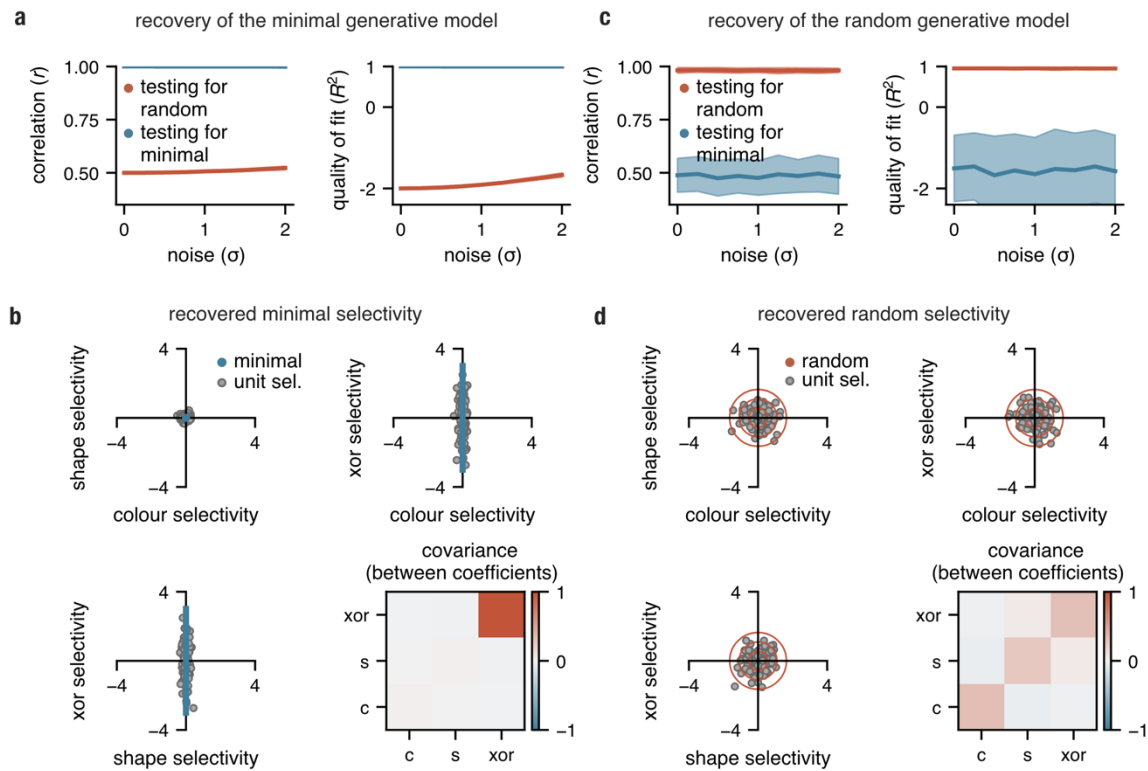 a
recovery of the minimal generative model
correlation (r)
1.00
0.75
0.50
testing for
random
testing for
minimal
0
1
2
noise (σ)
quality of fit (R²)
1
0
-2
0
1
2
noise (σ)
c
recovery of the random generative model
correlation (r)
1.00
0.75
0.50
testing for
random
testing for
minimal
0
1
2
noise (σ)
quality of fit (R²)
1
0
-2
0
1
2
noise (σ)
b
recovered minimal selectivity
shape selectivity
4
−4
4
−4
colour selectivity
minimal
unit sel.
xor selectivity
4
−4
4
−4
colour selectivity
xor selectivity
4
−4
4
−4
shape selectivity
covariance
(between coefficients)
xor
s
c
c
s
xor
1
0
−1
d
recovered random selectivity
shape selectivity
4
−4
4
−4
colour selectivity
random
unit sel.
xor selectivity
4
−4
4
−4
colour selectivity
xor selectivity
4
−4
4
−4
shape selectivity
covariance
(between coefficients)
xor
s
c
c
s
xor
1
0
−1